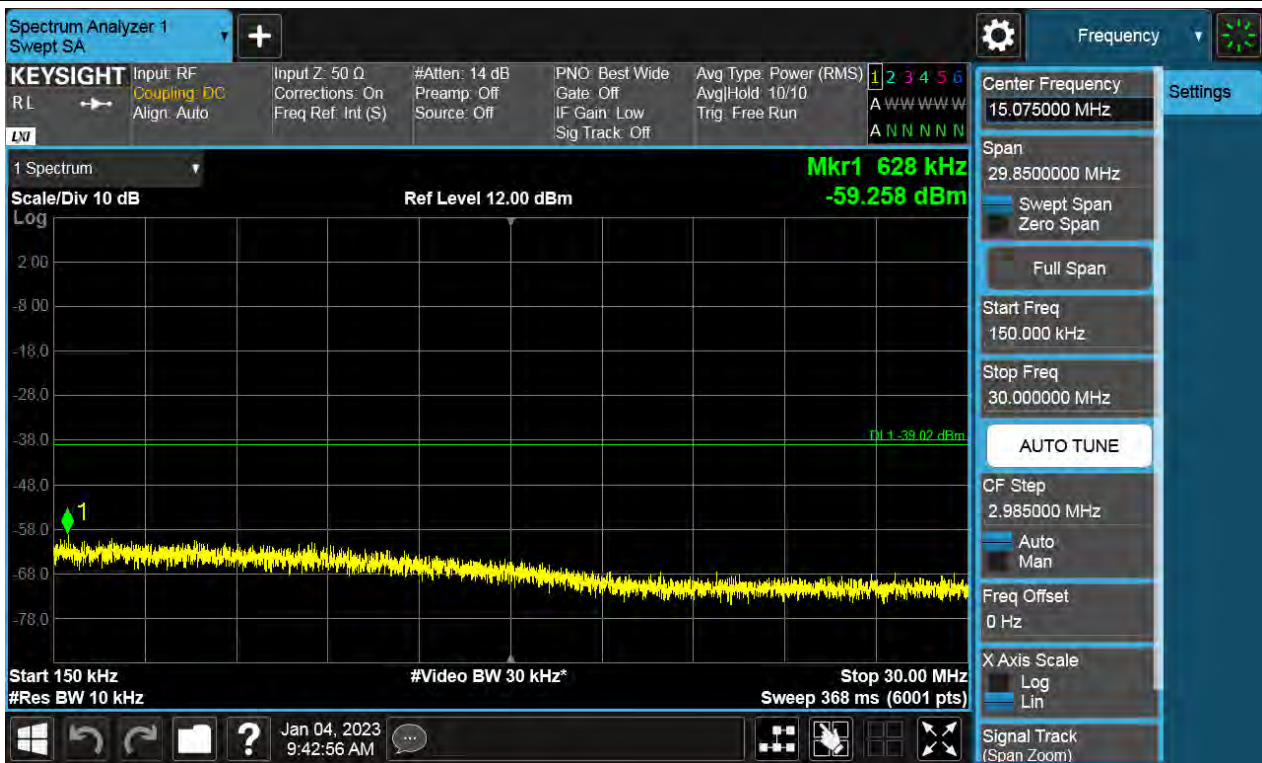 Spectrum Analyzer 1
Swept SA
+
Frequency
KEYSIGHT
RL
LXI
Input: RF
Coupling: DC
Align: Auto
Input Z: 50 Ω
Corrections: On
Freq Ref: Int (S)
#Atten: 14 dB
Preamp: Off
Source: Off
PNO: Best Wide
Gate: Off
IF Gain: Low
Sig Track: Off
Avg Type: Power (RMS)
Avg|Hold: 10/10
Trig: Free Run
1 2 3 4 5 6
A W W W W W
A N N N N N
1 Spectrum
Mkr1 628 kHz
Scale/Div 10 dB
Ref Level 12.00 dBm
-59.258 dBm
Log
2.00
-8.00
-18.0
-28.0
-38.0
DL1 -39.02 dBm
-48.0
1
-58.0
-68.0
-78.0
Start 150 kHz
#Video BW 30 kHz*
Stop 30.00 MHz
#Res BW 10 kHz
Sweep 368 ms (6001 pts)
?
Jan 04, 2023
9:42:56 AM
Center Frequency
15.075000 MHz
Settings
Span
29.8500000 MHz
Swept Span
Zero Span
Full Span
Start Freq
150.000 kHz
Stop Freq
30.000000 MHz
AUTO TUNE
CF Step
2.985000 MHz
Auto
Man
Freq Offset
0 Hz
X Axis Scale
Log
Lin
Signal Track
(Span Zoom)